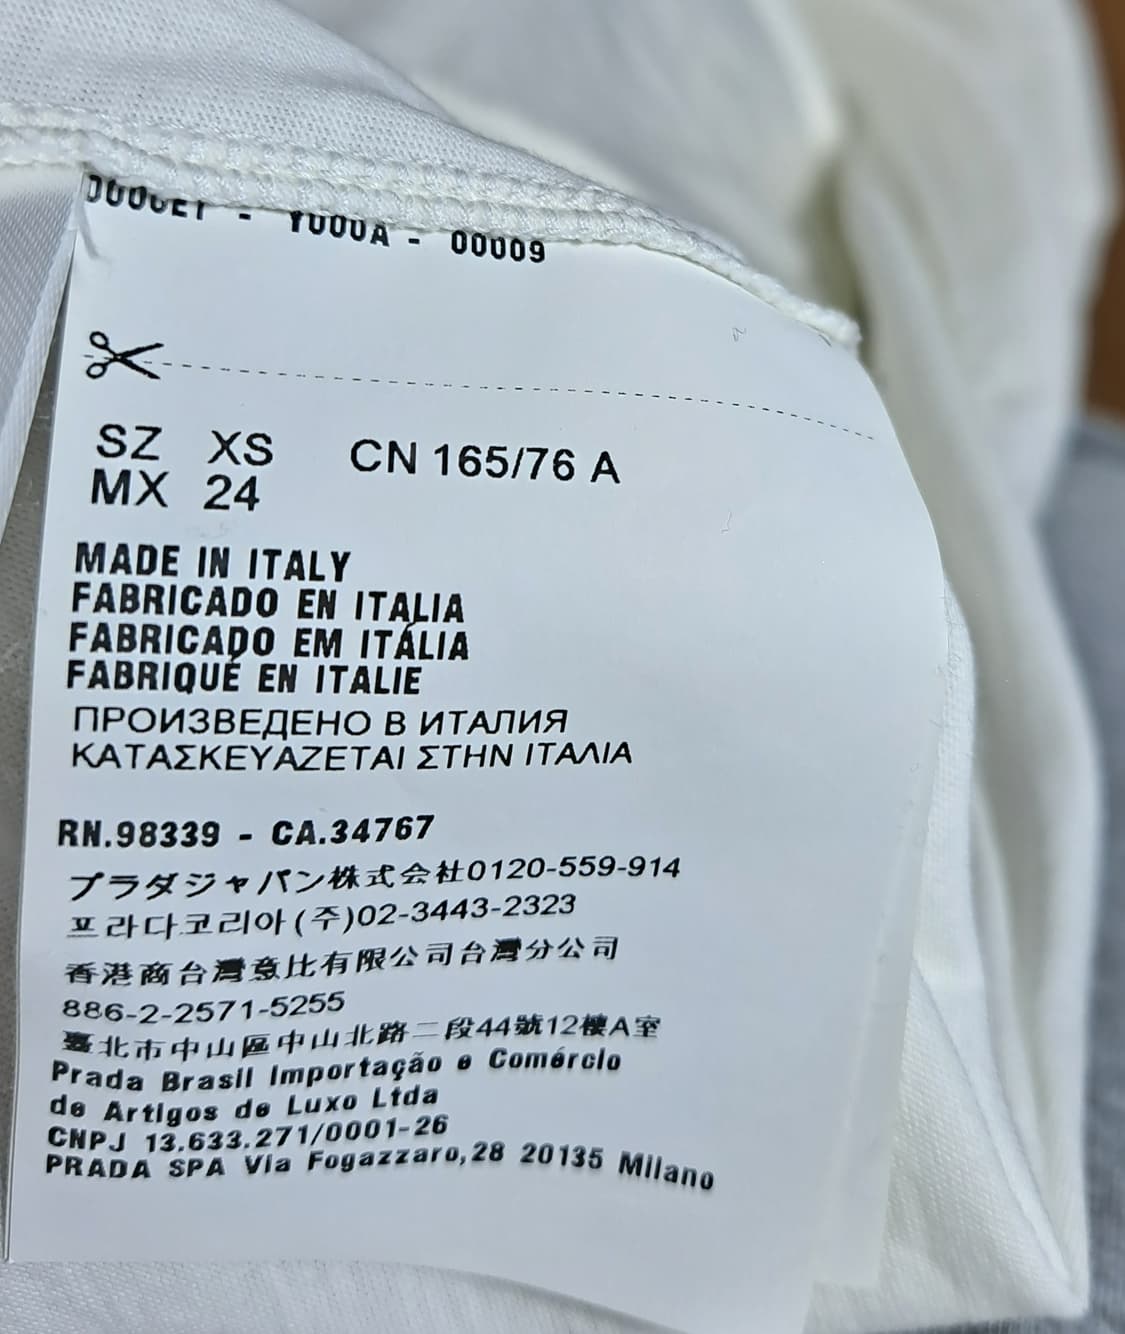 - Y000A - 00009
SZ XS CN 165/76 A
MX 24
MADE IN ITALY
FABRICADO EN ITALIA
FABRICADO EM ITÁLIA
FABRIQUÉ EN ITALIE
ПРОИЗВЕДЕНО В ИТАЛИЯ
ΚΑΤΑΣΚΕΥΑΖΕΤΑΙ ΣΤΗΝ ΙΤΑΛΙΑ
RN.98339 - CA.34767
プラダジャパン株式会社0120-559-914
프라다코리아(주)02-3443-2323
香港商台灣意比有限公司台灣分公司
886-2-2571-5255
臺北市中山區中山北路二段44號12樓A室
Prada Brasil Importação e Comércio
de Artigos de Luxo Ltda
CNPJ 13.633.271/0001-26
PRADA SPA Via Fogazzaro,28 20135 Milano